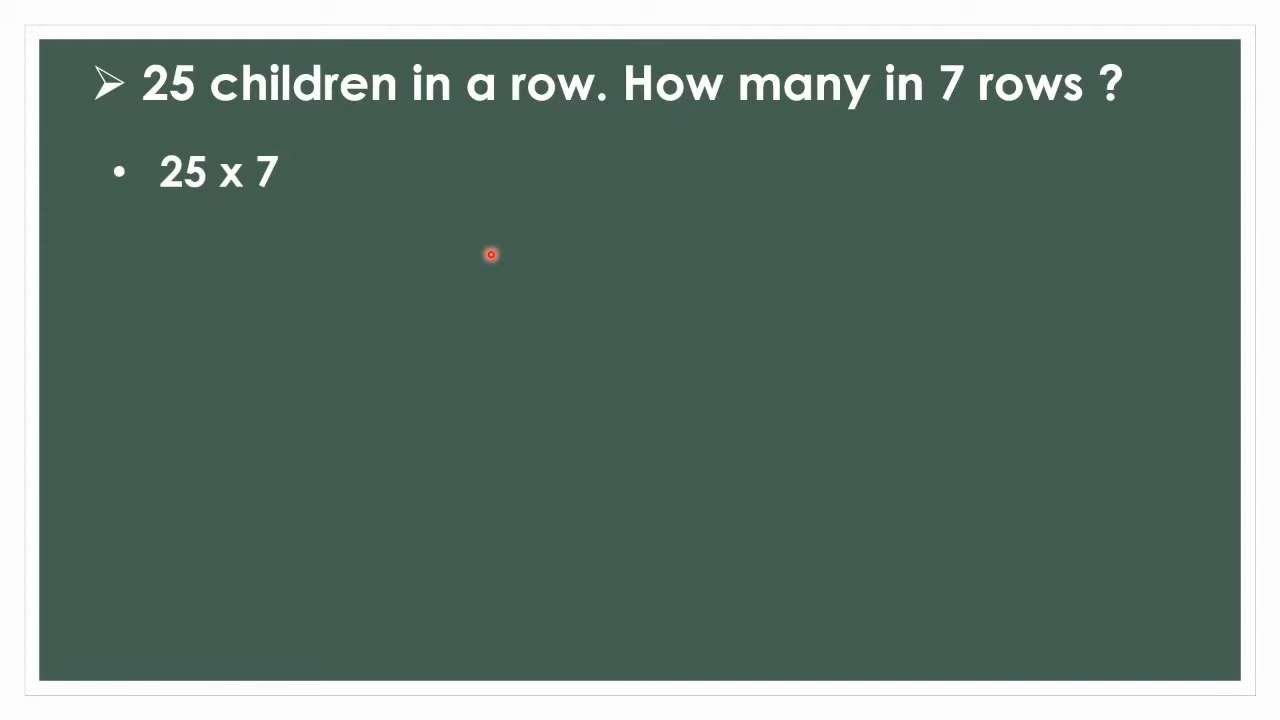 ➢ 25 children in a row. How many in 7 rows ?
• 25 x 7